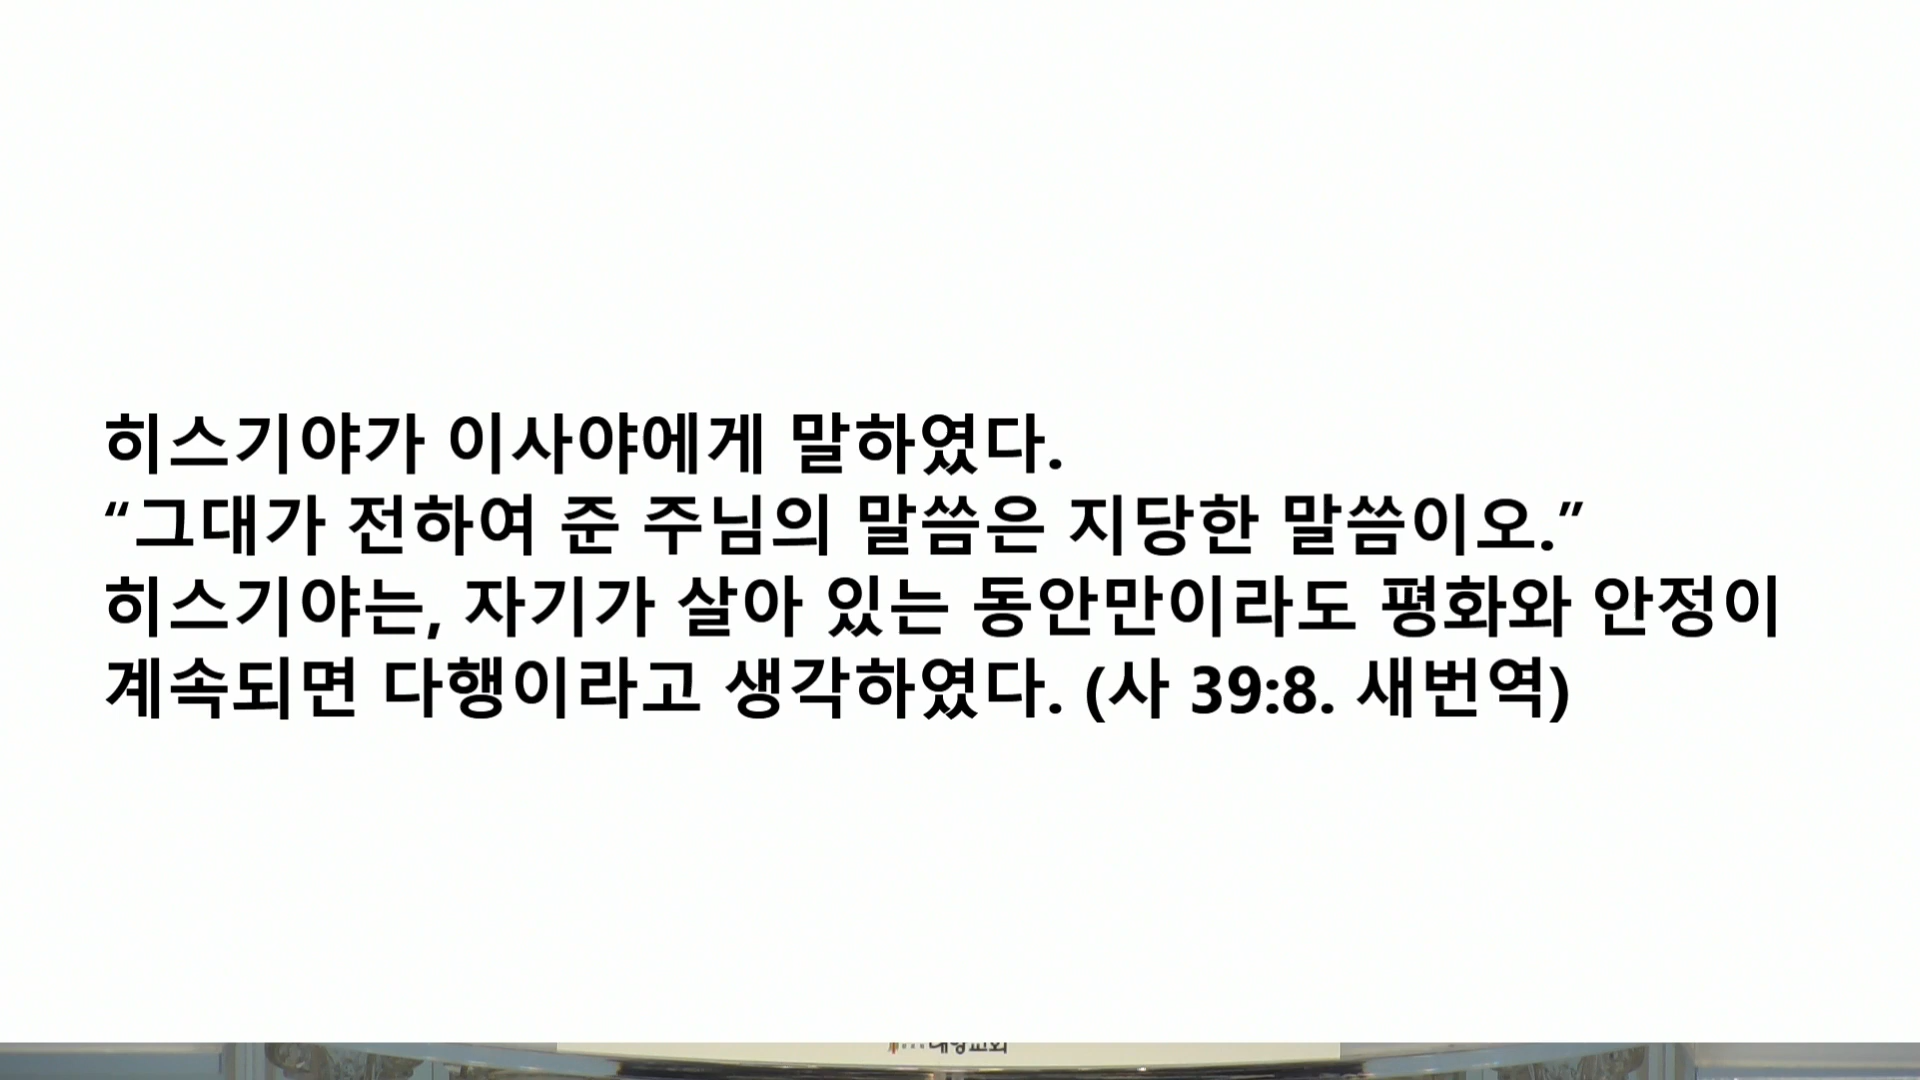 히스기야가 이사야에게 말하였다.
“그대가 전하여 준 주님의 말씀은 지당한 말씀이오.”
히스기야는, 자기가 살아 있는 동안만이라도 평화와 안정이
계속되면 다행이라고 생각하였다. (사 39:8. 새번역)